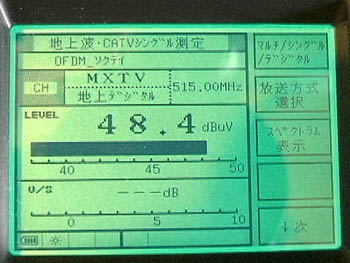 地上波・CATVシングル測定
OFDM_ソクテイ
CH
MXTV
地上デジタル
515.00MHz
LEVEL
48.4 dBuV
40 45 50
V/S
---dB
0 5 10
マルチ/シングル
/デジタル
放送方式
選択
スペクトラム
表示
↓次